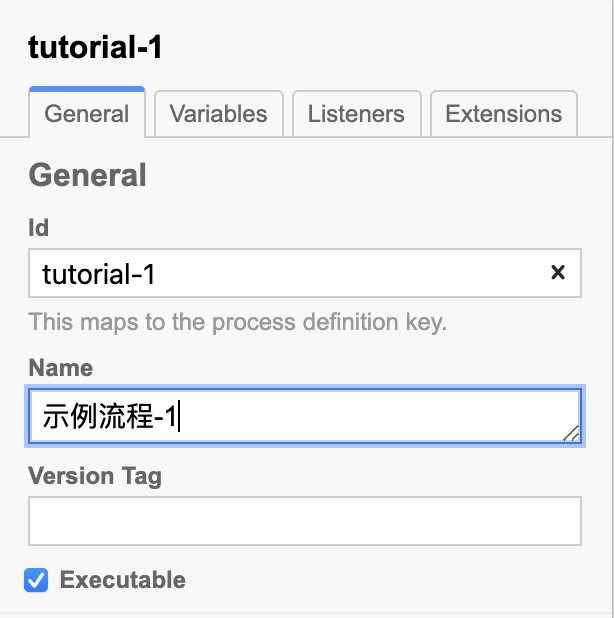 tutorial-1
General Variables Listeners Extensions
General
Id
tutorial-1
This maps to the process definition key.
Name
示例流程-1
Version Tag
Executable